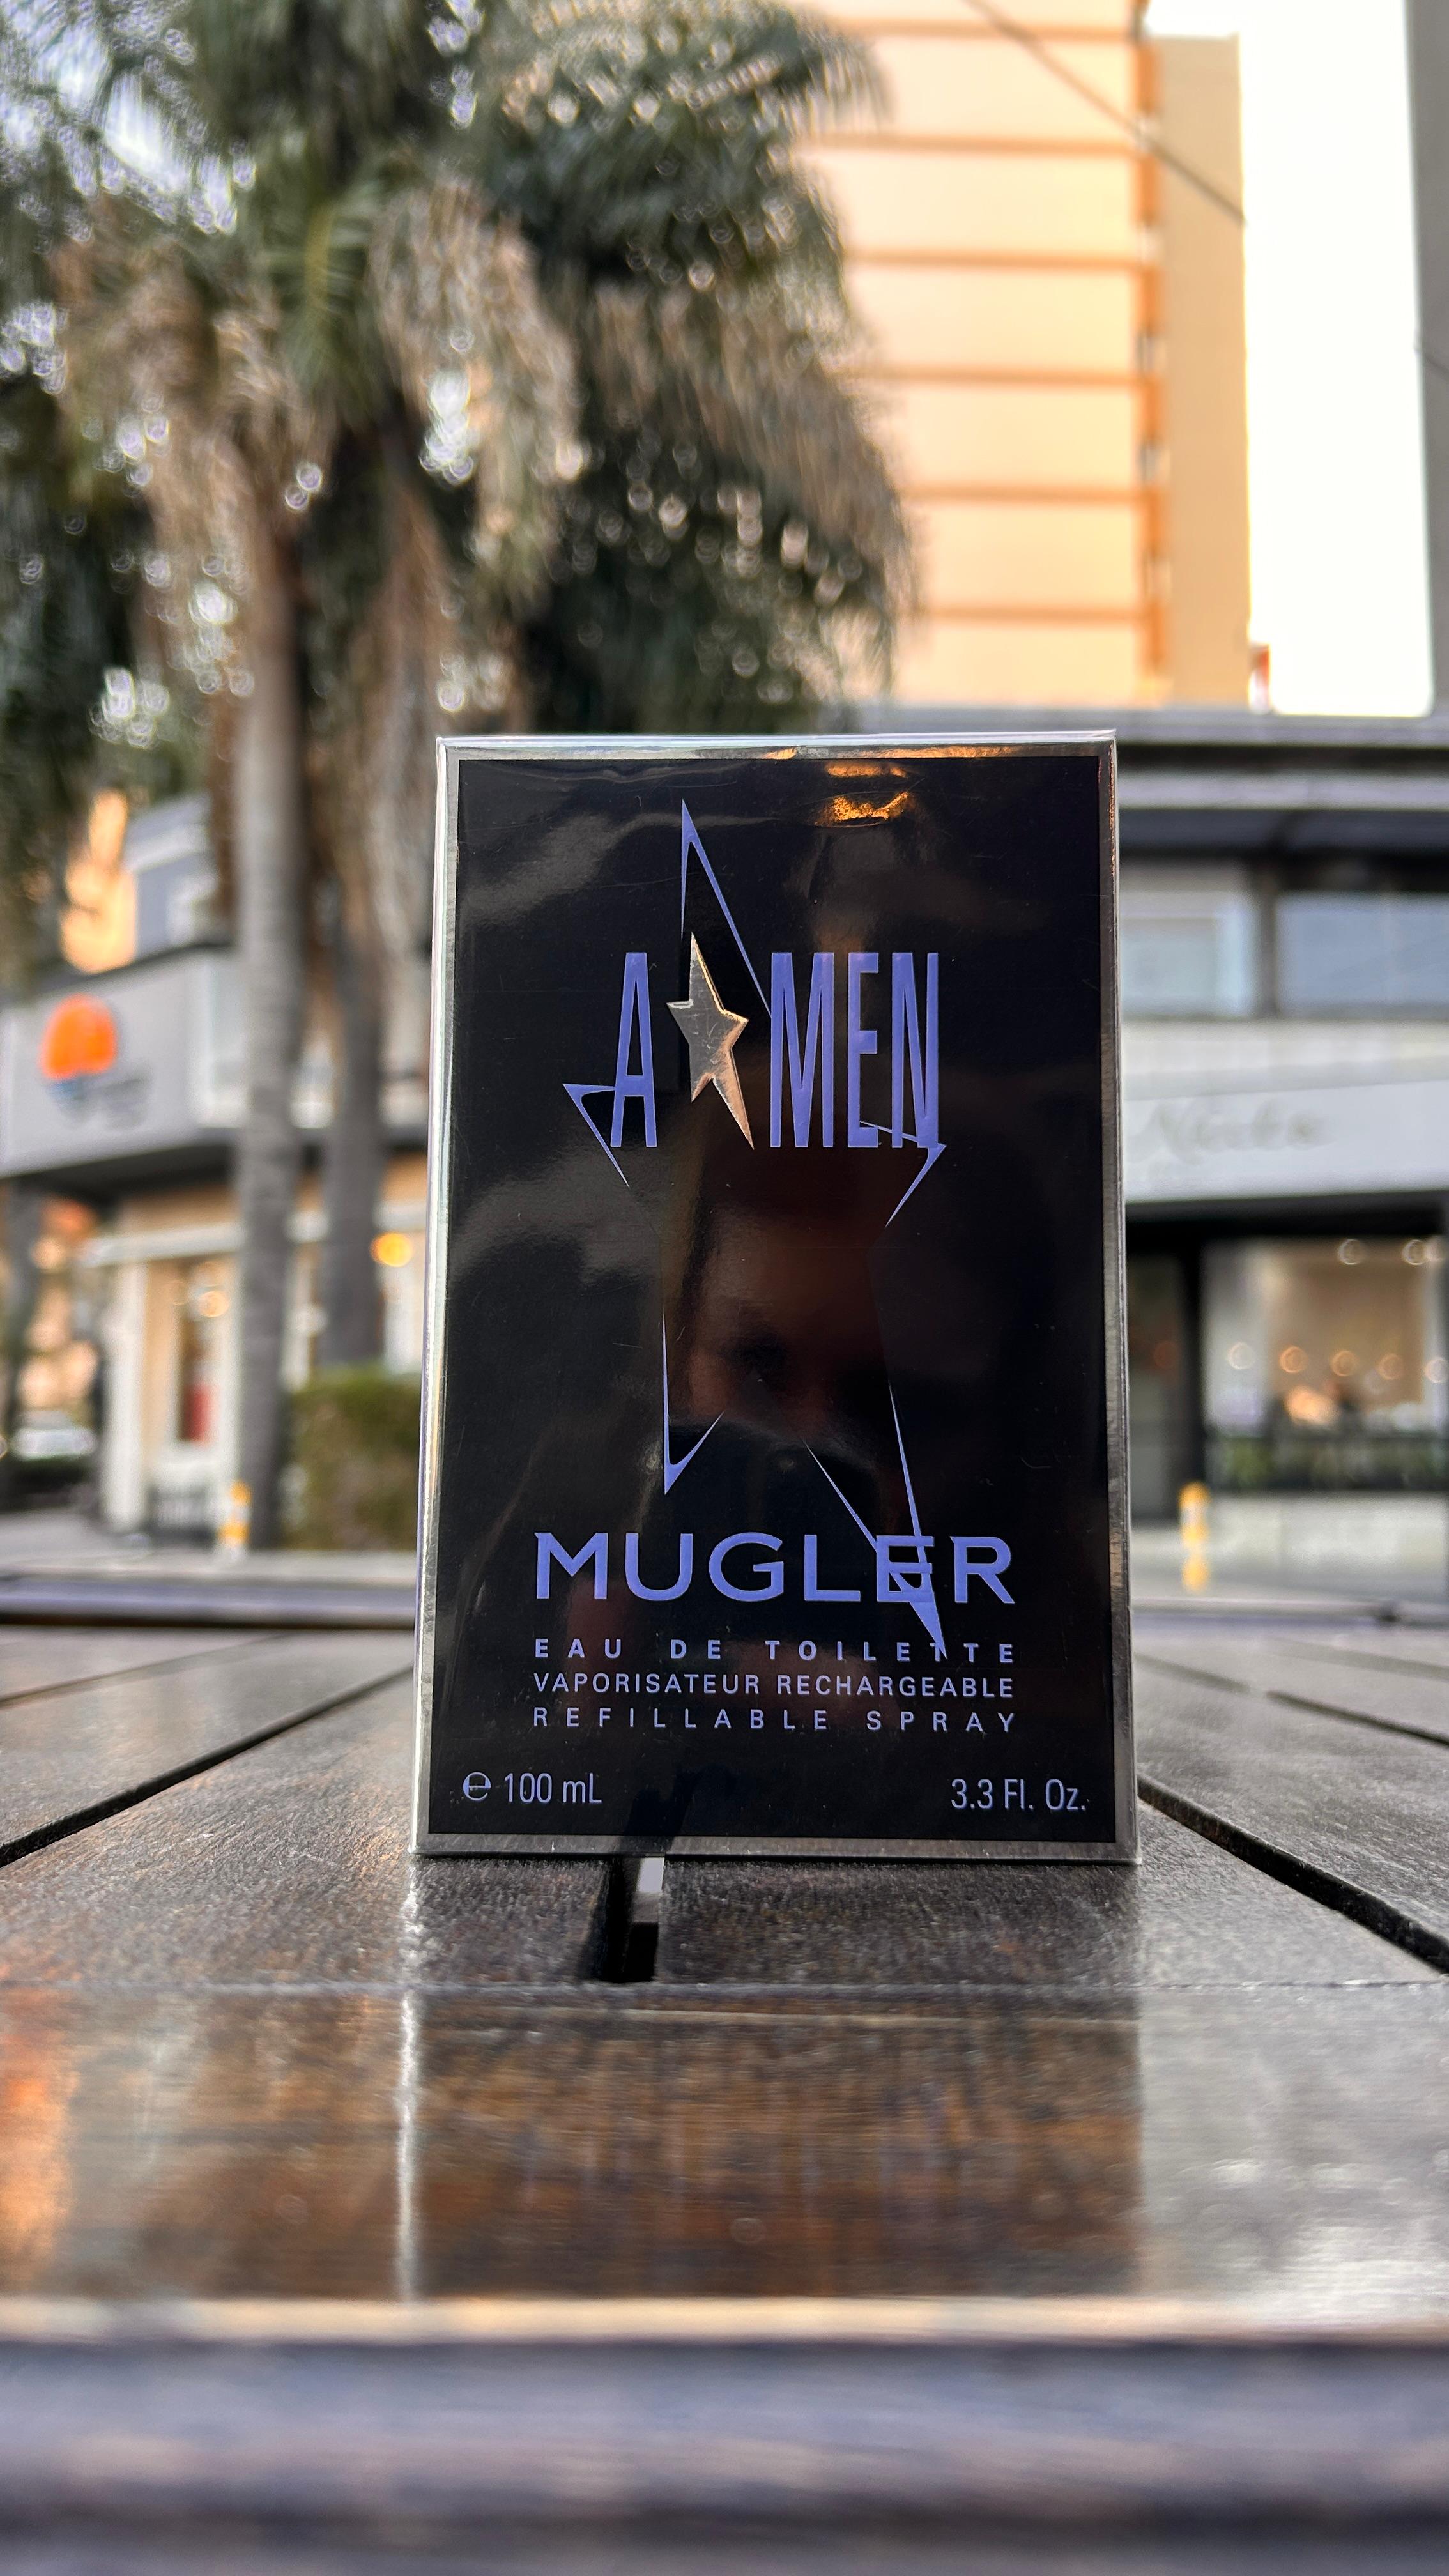 A★MEN
MUGLER
EAU DE TOILETTE
VAPORISATEUR RECHARGEABLE
REFILLABLE SPRAY
℮ 100 mL
3.3 Fl. Oz.